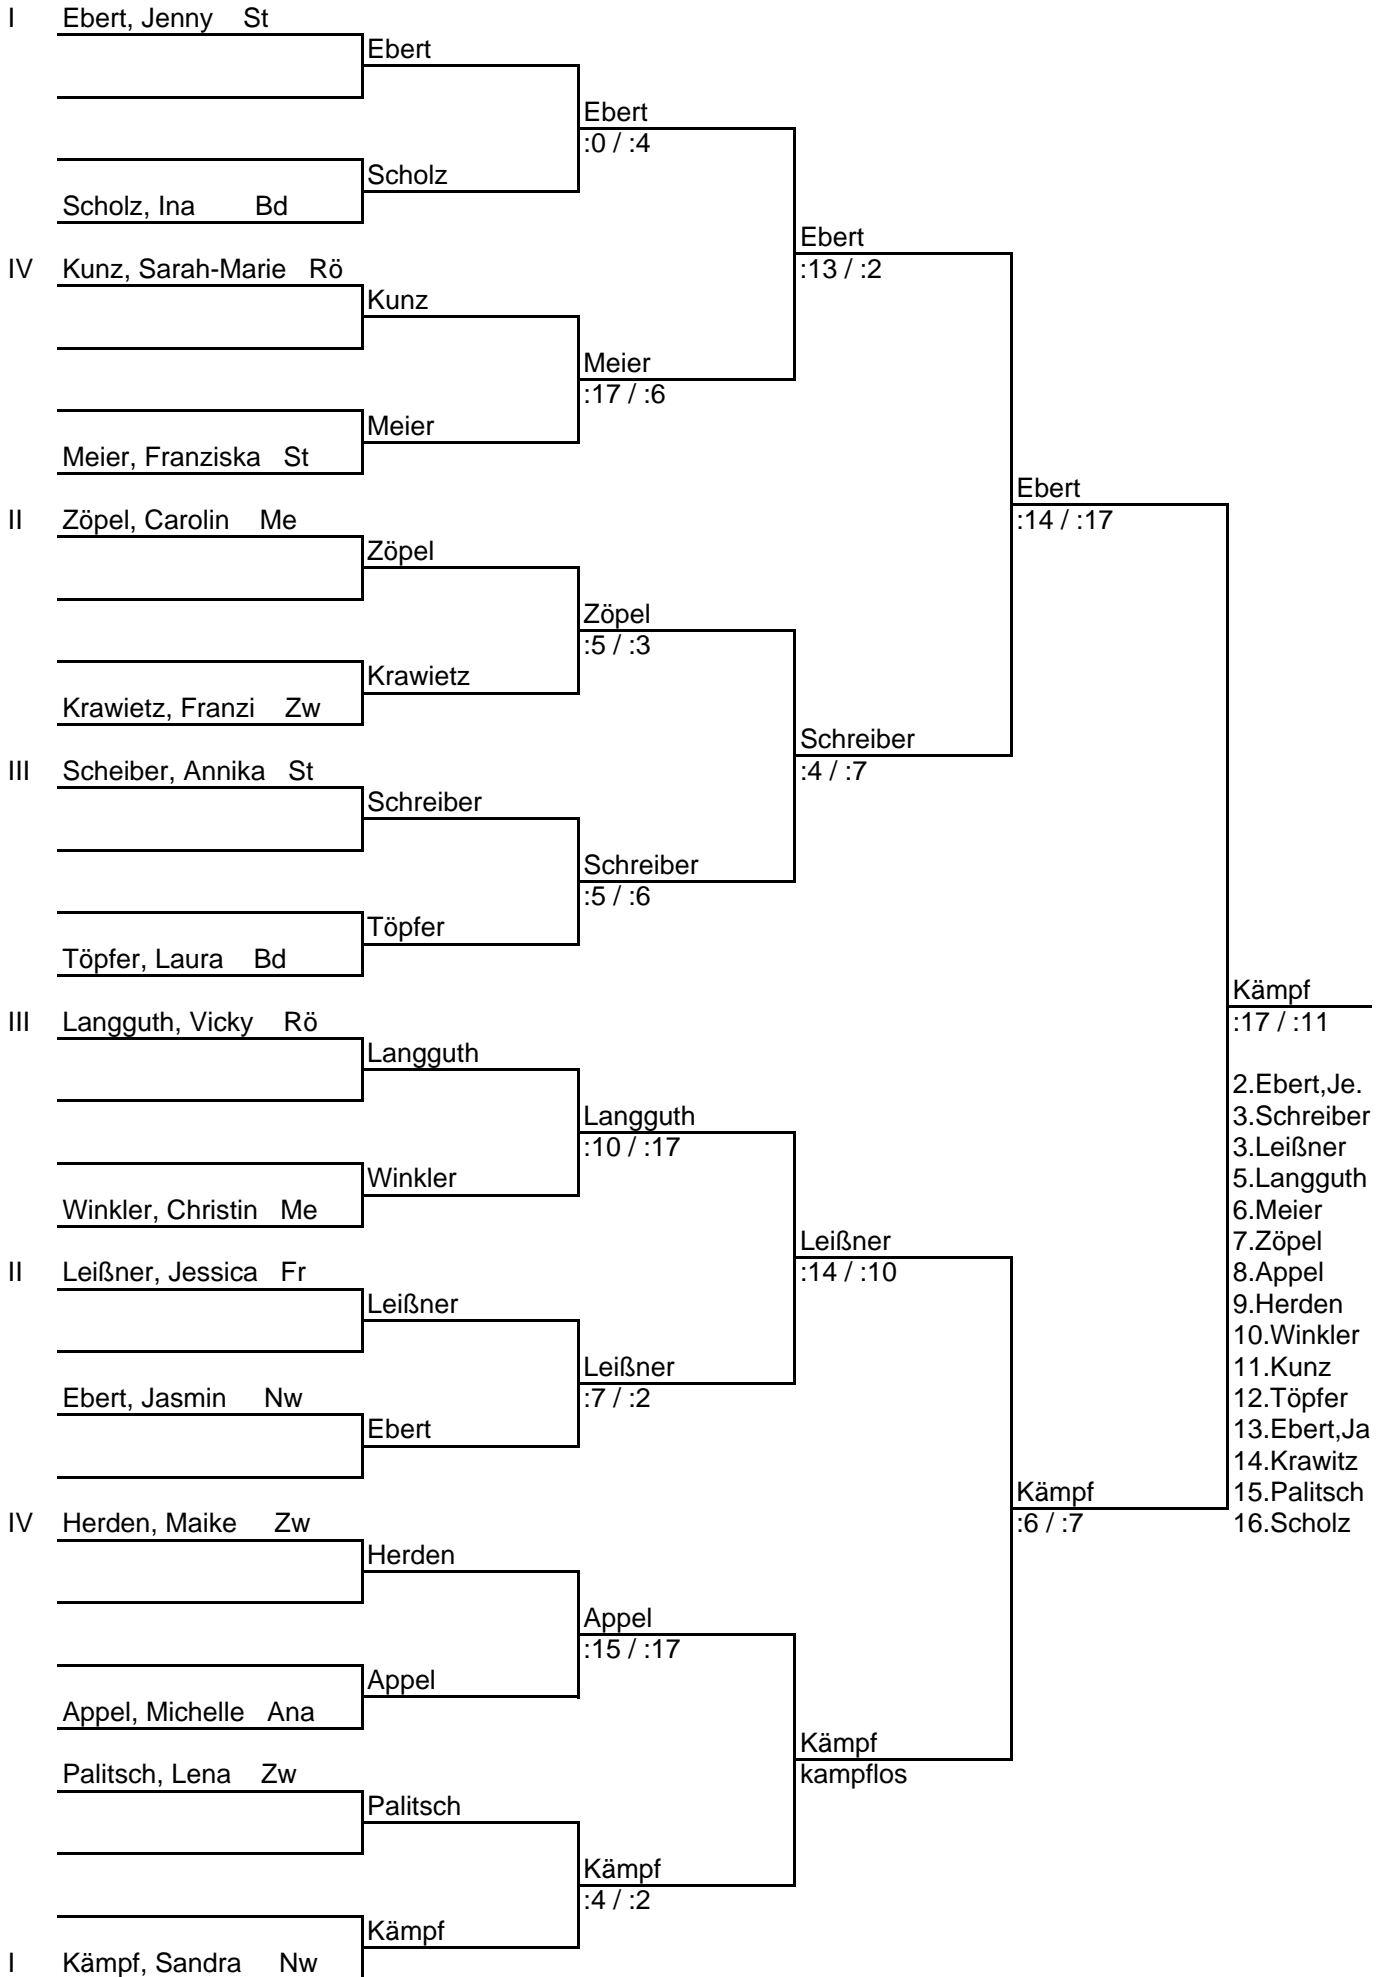 I Ebert, Jenny St
Ebert
Ebert
:0 / :4
Scholz
Scholz, Ina Bd
Ebert
:13 / :2
IV Kunz, Sarah-Marie Rö
Kunz
Meier
:17 / :6
Meier
Meier, Franziska St
Ebert
:14 / :17
II Zöpel, Carolin Me
Zöpel
Zöpel
:5 / :3
Krawietz
Krawietz, Franzi Zw
Schreiber
:4 / :7
III Scheiber, Annika St
Schreiber
Schreiber
:5 / :6
Töpfer
Töpfer, Laura Bd
Kämpf
:17 / :11
III Langguth, Vicky Rö
Langguth
Langguth
:10 / :17
Winkler
Winkler, Christin Me
Leißner
:14 / :10
II Leißner, Jessica Fr
Leißner
Leißner
:7 / :2
Ebert, Jasmin Nw
Ebert
Kämpf
:6 / :7
IV Herden, Maike Zw
Herden
Appel
:15 / :17
Appel
Appel, Michelle Ana
Kämpf
kampflos
Palitsch, Lena Zw
Palitsch
Kämpf
:4 / :2
Kämpf
I Kämpf, Sandra Nw
2.Ebert,Je.
3.Schreiber
3.Leißner
5.Langguth
6.Meier
7.Zöpel
8.Appel
9.Herden
10.Winkler
11.Kunz
12.Töpfer
13.Ebert,Ja
14.Krawitz
15.Palitsch
16.Scholz